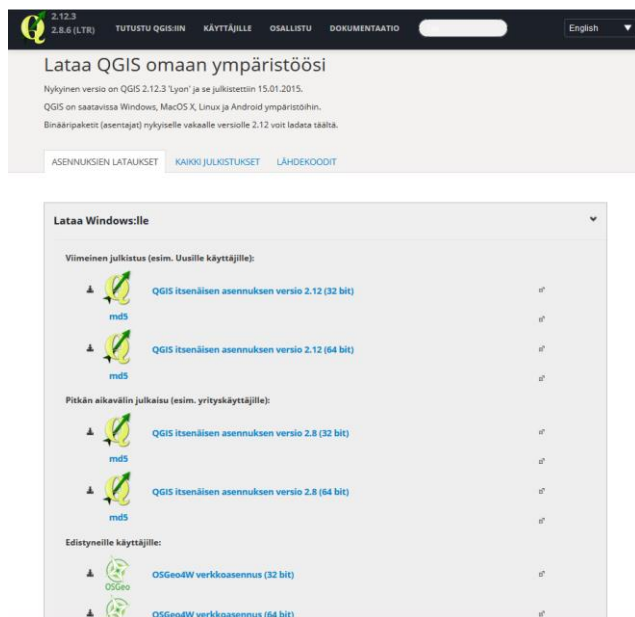 2.12.3
2.8.6 (LTR)
TUTUSTU QGIS:IIN KÄYTTÄJILLE OSALLISTU DOKUMENTAATIO English
Lataa QGIS omaan ympäristöösi
Nykyinen versio on QGIS 2.12.3 'Lyon' ja se julkistettiin 15.01.2015.
QGIS on saatavissa Windows, MacOS X, Linux ja Android ympäristöihin.
Binääripaketit (asentajat) nykyiselle vakaalle versiolle 2.12 voit ladata täältä.
ASENNUKSIEN LATAUKSET KAIKKI JULKISTUKSET LÄHDEKOODIT
Lataa Windows:lle
Viimeinen julkistus (esim. Uusille käyttäjille):
QGIS itsenäisen asennuksen versio 2.12 (32 bit)
md5
QGIS itsenäisen asennuksen versio 2.12 (64 bit)
md5
Pitkän aikavälin julkaisu (esim. yrityskäyttäjille):
QGIS itsenäisen asennuksen versio 2.8 (32 bit)
md5
QGIS itsenäisen asennuksen versio 2.8 (64 bit)
md5
Edistyneille käyttäjille:
OSGeo4W verkkoasennus (32 bit)
OSGeo
OSGeo4W verkkoasennus (64 bit)